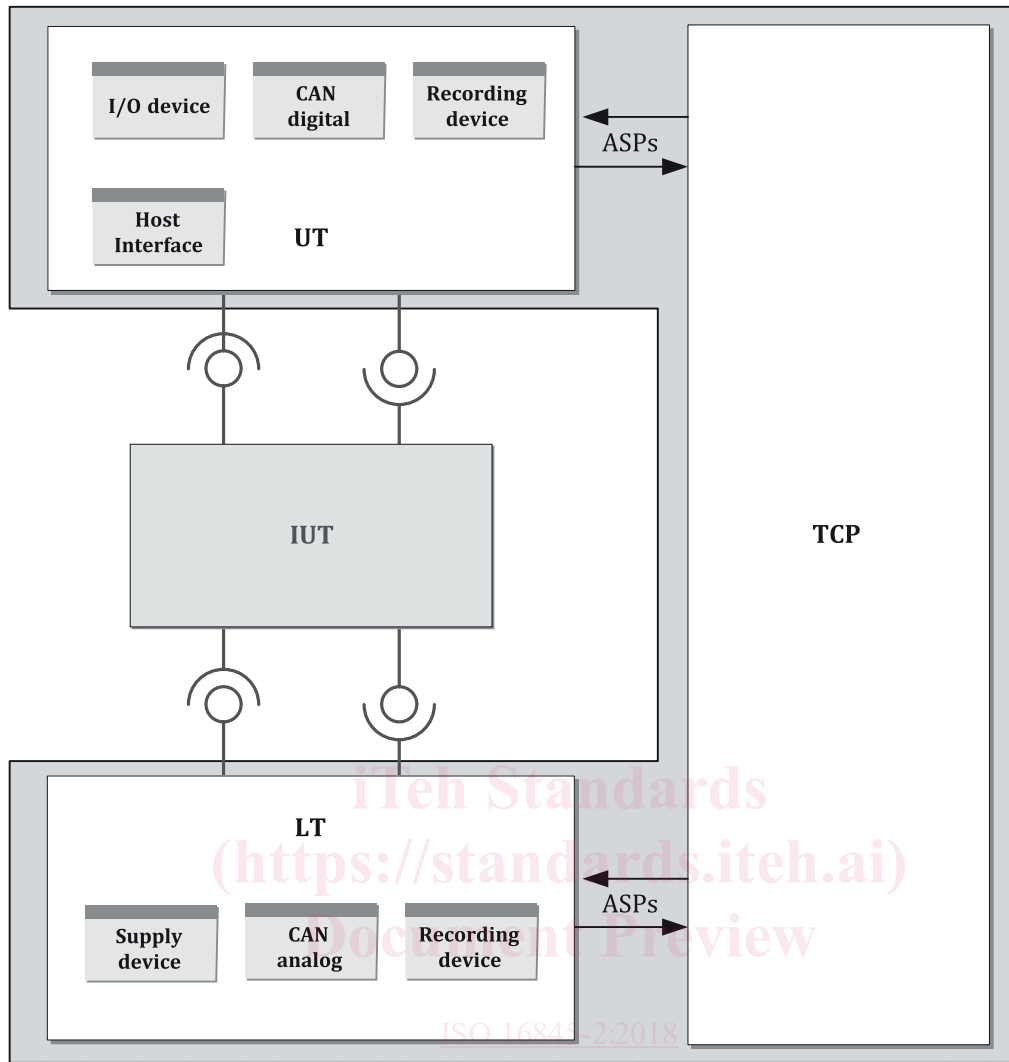 I/O device
CAN
digital
Recording
device
ASPs
Host
Interface
UT
IUT
TCP
iTeh Standards
LT
(https://standards.iteh.ai)
ASPs
Supply
device
CAN
analog
Recording
device
Document Preview
ISO 16845-2:2018